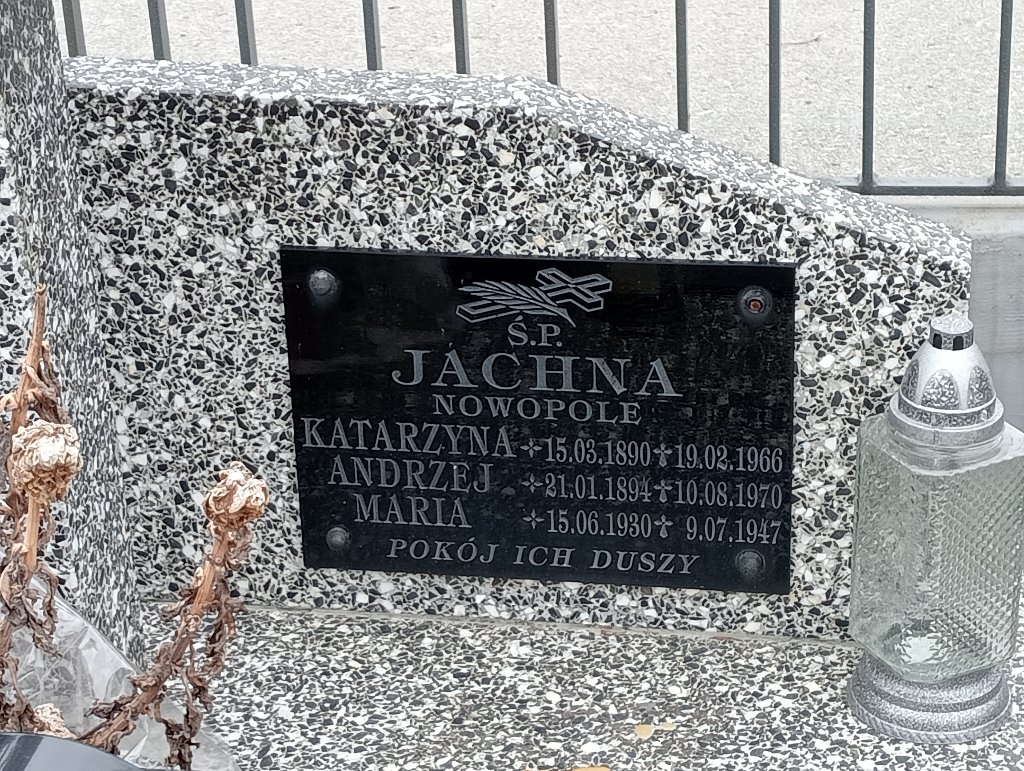 Ś.P.
JACHNA
NOWOPOLE
KATARZYNA ✧15.03.1890 ✝19.02.1966
ANDRZEJ ✧21.01.1894 ✝10.08.1970
MARIA ✧15.06.1930 ✝ 9.07.1947
POKÓJ ICH DUSZY